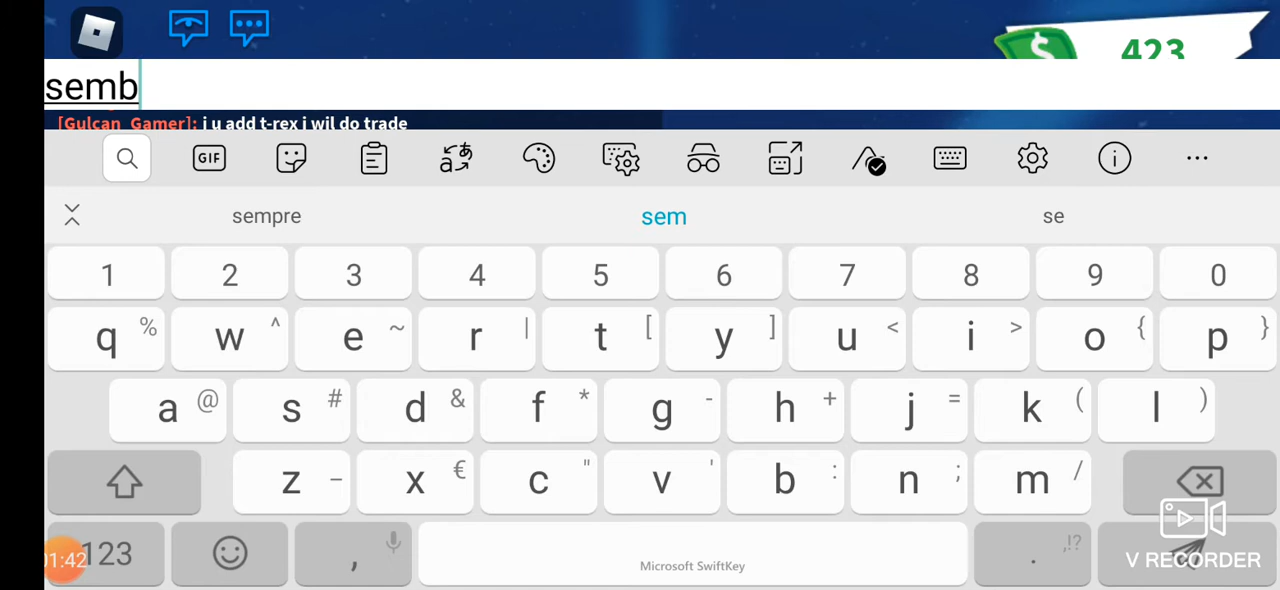 423
semb
[Gulcan_Gamer]: i u add t-rex i wil do trade
GIF
sempre sem se
1 2 3 4 5 6 7 8 9 0
q % w ^ e ~ r | t [ y ] u < i > o { p }
a @ s # d & f * g - h + j = k ( l )
z _ x € c " v ' b : n ; m /
123 , Microsoft SwiftKey . ,!?
01:42
V RECORDER